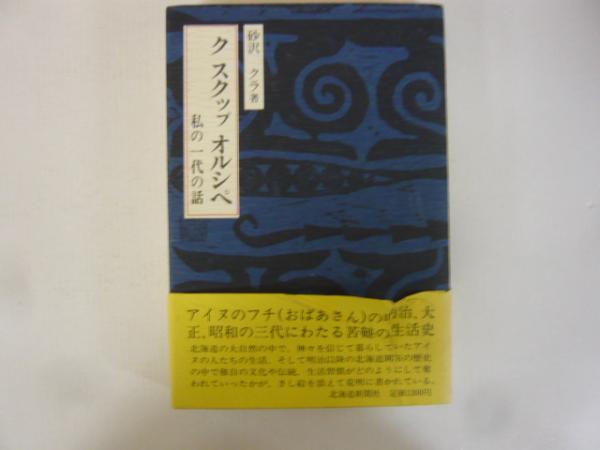 砂沢 クラ著
ク スクップ オルシペ
私の一代の話
アイヌのフチ(おばあさん)の明治、大
正、昭和の三代にわたる苦難の生活史
北海道の大自然の中で、神々を信じて暮らしていたアイ
ヌの人たちの生活、そして明治以降の北海道開拓の歴史
の中で独自の文化や伝統、生活習慣がどのようにして奪
われていったかが、さし絵を添えて克明に書かれている。
北海道新聞社 定価